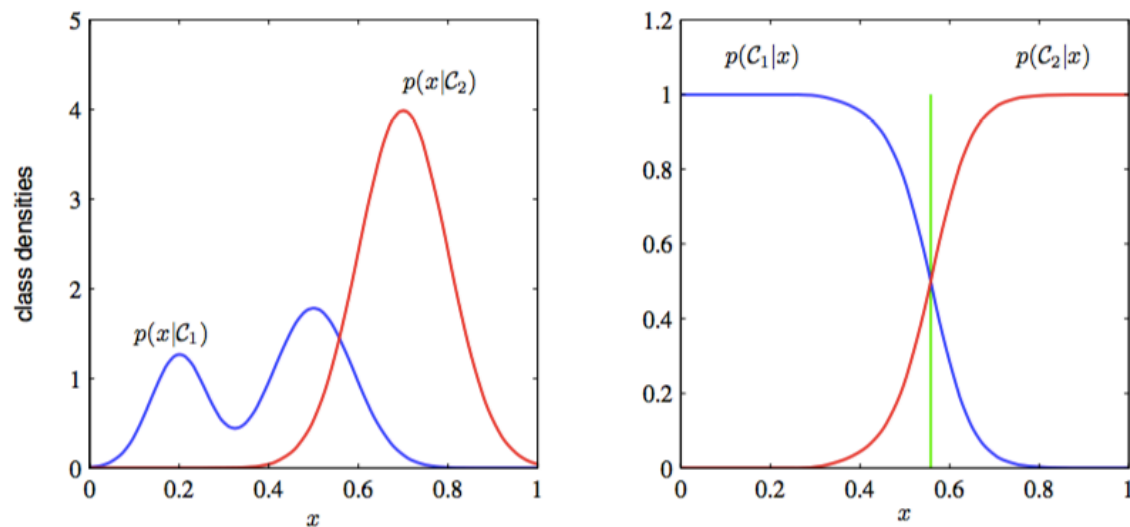 5
4
3
2
1
0
class densities
p(x|C₁)
p(x|C₂)
0 0.2 0.4 0.6 0.8 1
x
1.2
1
0.8
0.6
0.4
0.2
0
p(C₁|x)
p(C₂|x)
0 0.2 0.4 0.6 0.8 1
x